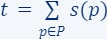 t = ∑ s(p)
p∈P